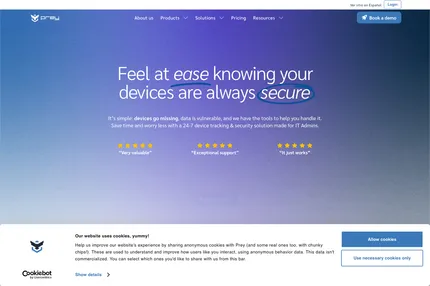 Ver sitio en Español
Login
prey
About us
Products
Solutions
Pricing
Resources
Book a demo
Feel at ease knowing your
devices are always secure
It's simple: devices go missing, data is vulnerable, and we have the tools to help you handle it.
Save time and worry less with a 24-7 device tracking & security solution made for IT Admins.
"Very valuable"
"Exceptional support"
"It just works"
Our website uses cookies, yummy!
Help us improve our website's experience by sharing anonymous cookies with Prey (and some real ones too, with chunky
chips!). These are used to understand and improve how users like you interact, using anonymous behavior data. This data isn't
commercialized. You can select which ones you'd like to share with us from this bar.
Allow cookies
Use necessary cookies only
Cookiebot
by Usercentrics
Show details